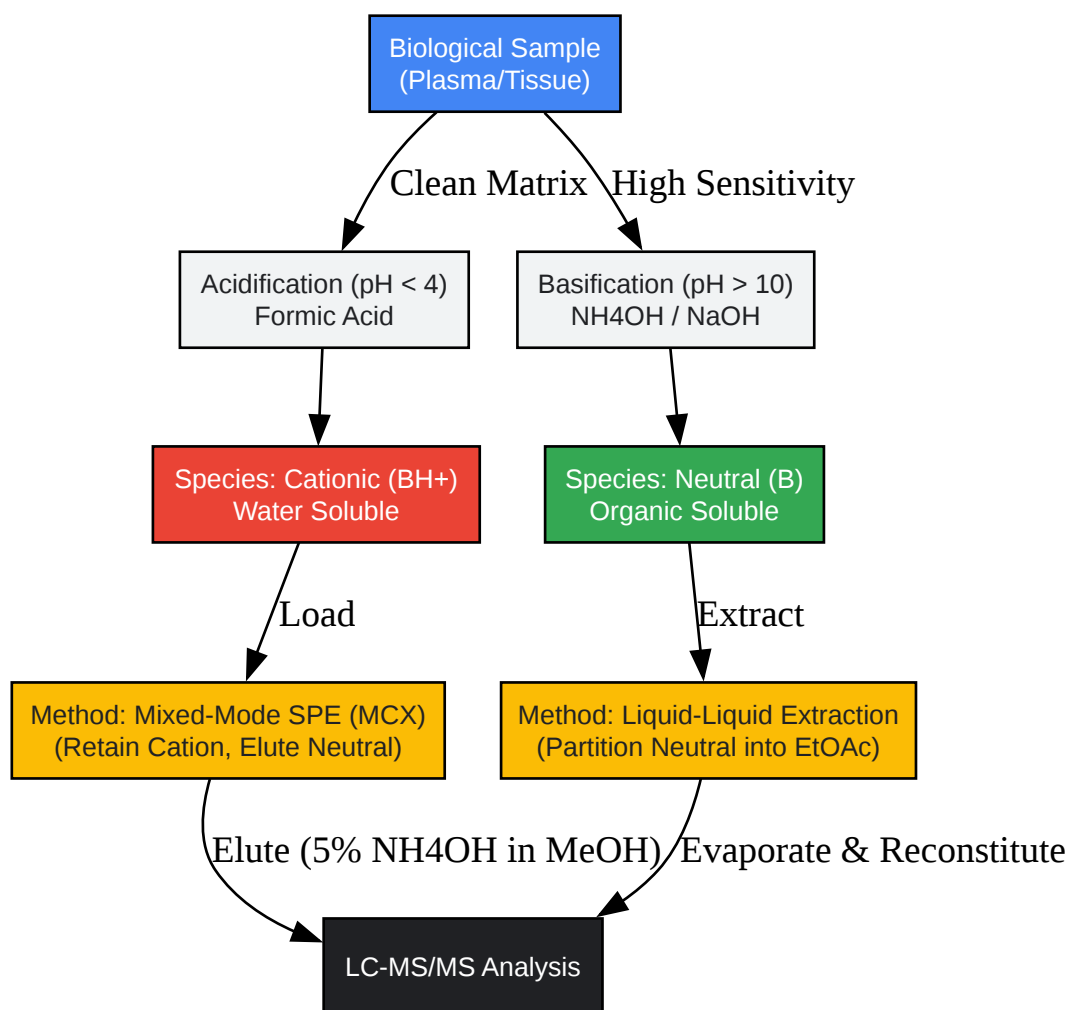 Biological Sample
(Plasma/Tissue)
Clean Matrix
High Sensitivity
Acidification (pH < 4)
Formic Acid
Basification (pH > 10)
NH4OH / NaOH
Species: Cationic (BH+)
Water Soluble
Species: Neutral (B)
Organic Soluble
Load
Extract
Method: Mixed-Mode SPE (MCX)
(Retain Cation, Elute Neutral)
Method: Liquid-Liquid Extraction
(Partition Neutral into EtOAc)
Elute (5% NH4OH in MeOH)
Evaporate & Reconstitute
LC-MS/MS Analysis